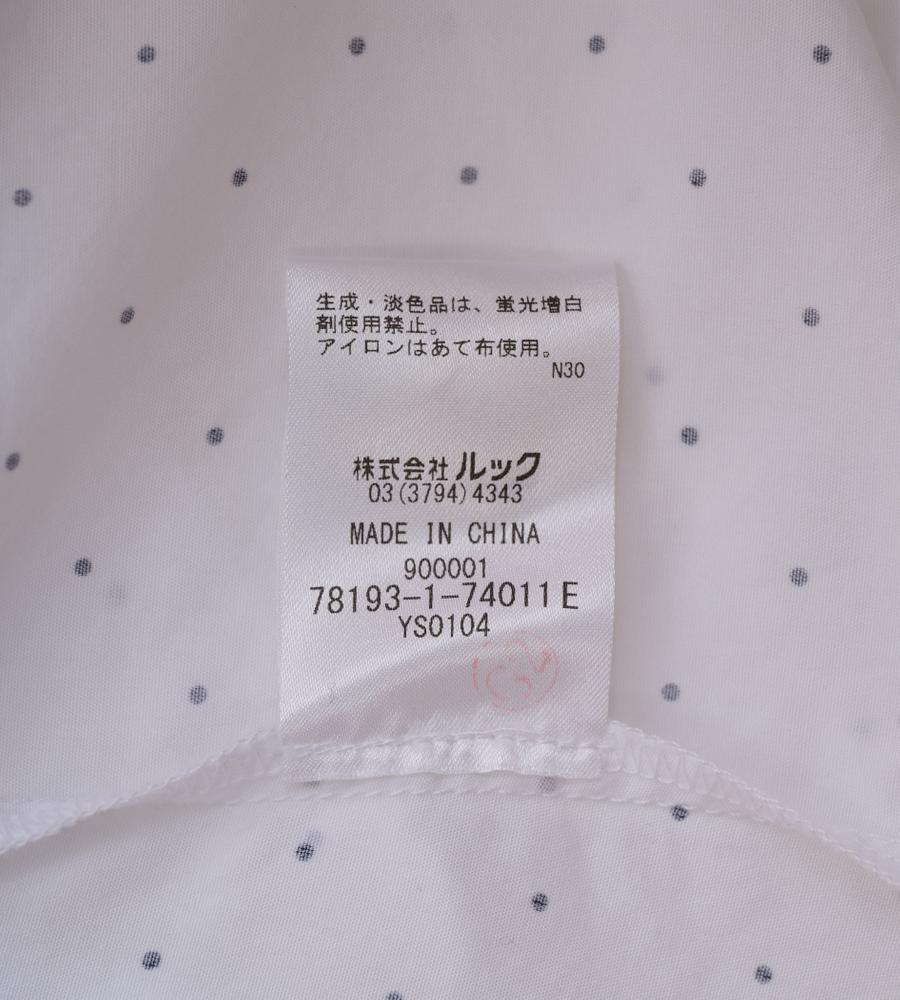 生成・淡色品は、蛍光増白
剤使用禁止。
アイロンはあて布使用。
N30
株式会社ルック
03(3794)4343
MADE IN CHINA
900001
78193-1-74011E
YS0104